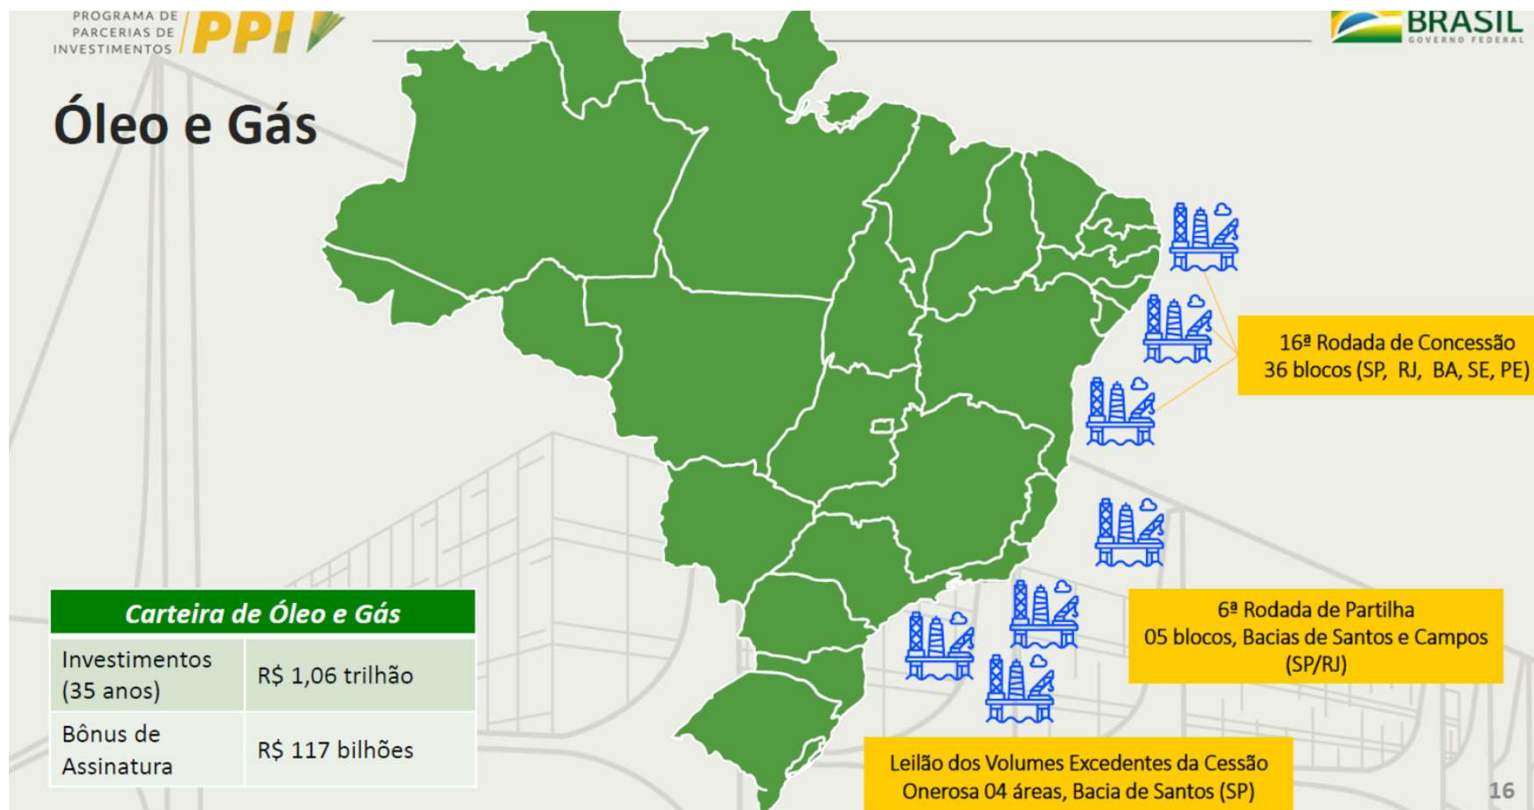 PROGRAMA DE
PARCERIAS DE
INVESTIMENTOS
PPI
BRASIL
GOVERNO FEDERAL
Óleo e Gás
16ª Rodada de Concessão
36 blocos (SP, RJ, BA, SE, PE)
6ª Rodada de Partilha
05 blocos, Bacias de Santos e Campos
(SP/RJ)
Leilão dos Volumes Excedentes da Cessão
Onerosa 04 áreas, Bacia de Santos (SP)
Carteira de Óleo e Gás
Investimentos
(35 anos)
R$ 1,06 trilhão
Bônus de
Assinatura
R$ 117 bilhões
16